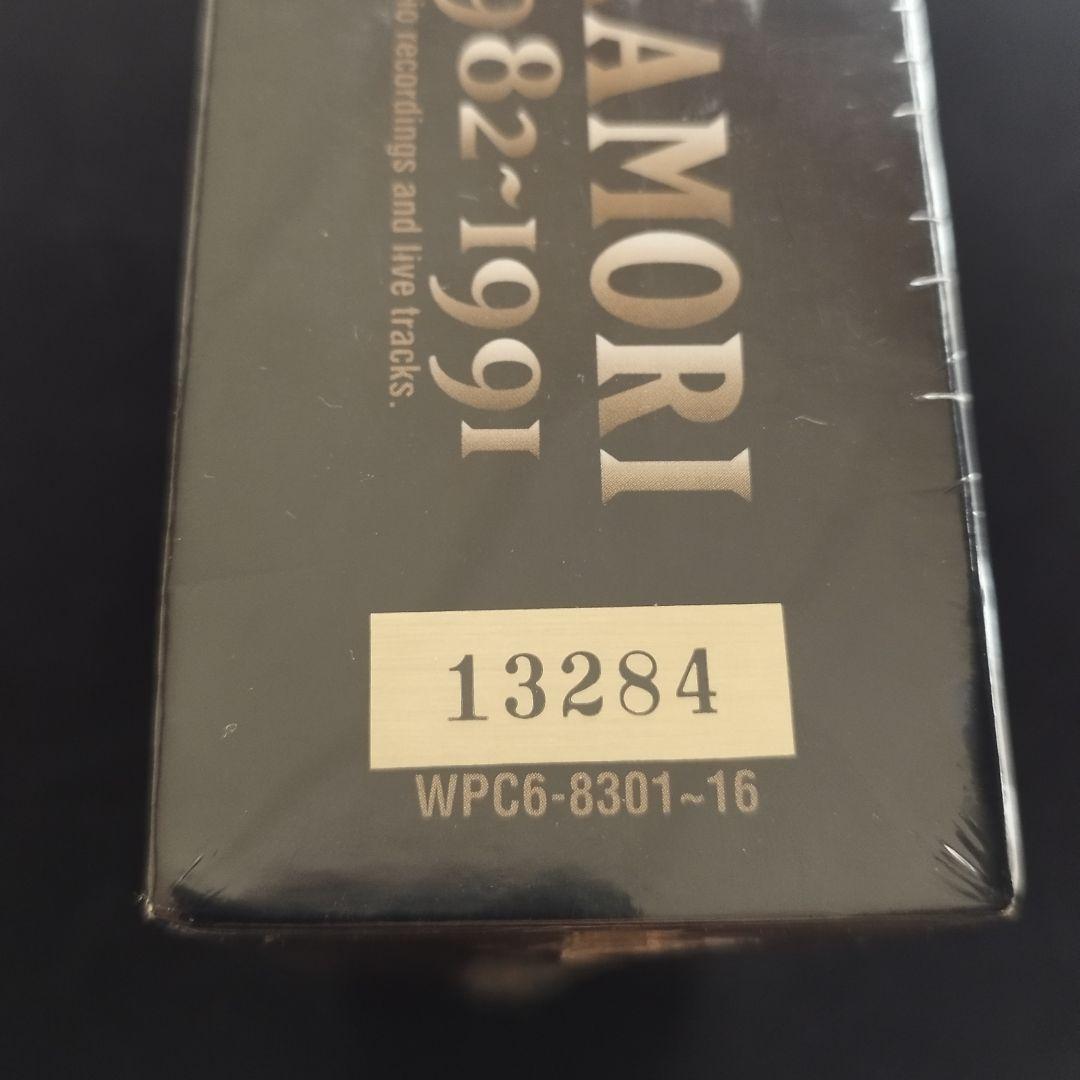 AMORI
982~1991
recordings and live tracks.
13284
WPC6-8301~16